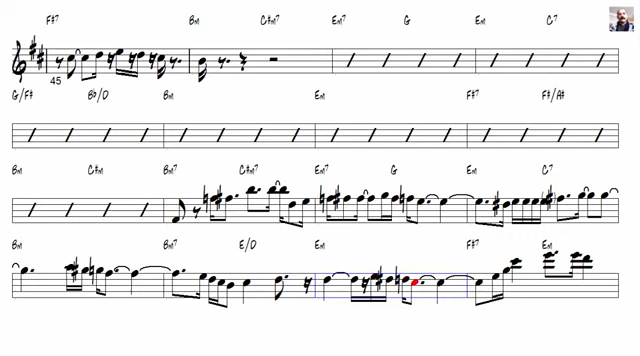 F#7 Bm C#m7 Em7 G Em C7
45
G/F# Bb/D Bm Em F#7 F#/A#
Bm C#m Bm7 C#m7 Em7 G Em C7
Bm Bm7 E/D Em F#7 Em